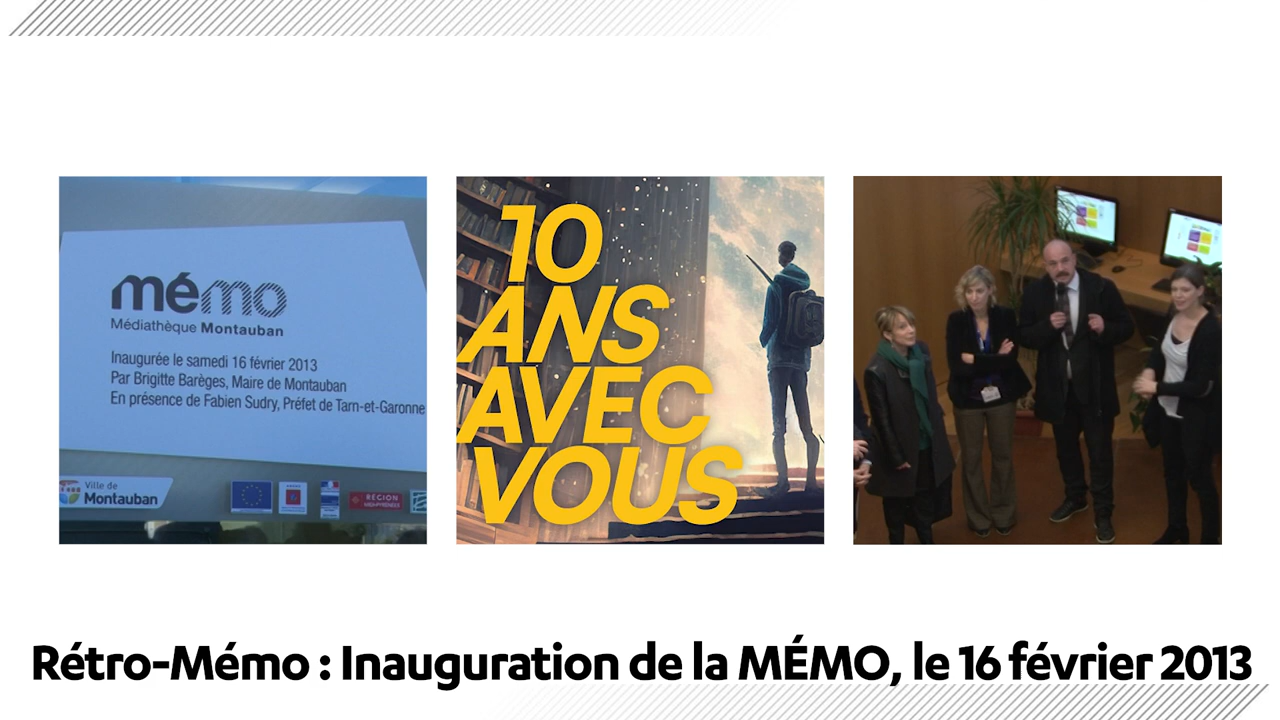 mémo
Médiathèque Montauban
Inaugurée le samedi 16 février 2013
Par Brigitte Barèges, Maire de Montauban
En présence de Fabien Sudry, Préfet de Tarn-et-Garonne
Ville de
Montauban
RÉGION
MIDI-PYRÉNÉES
10
ANS
AVEC
VOUS
Rétro-Mémo : Inauguration de la MÉMO, le 16 février 2013